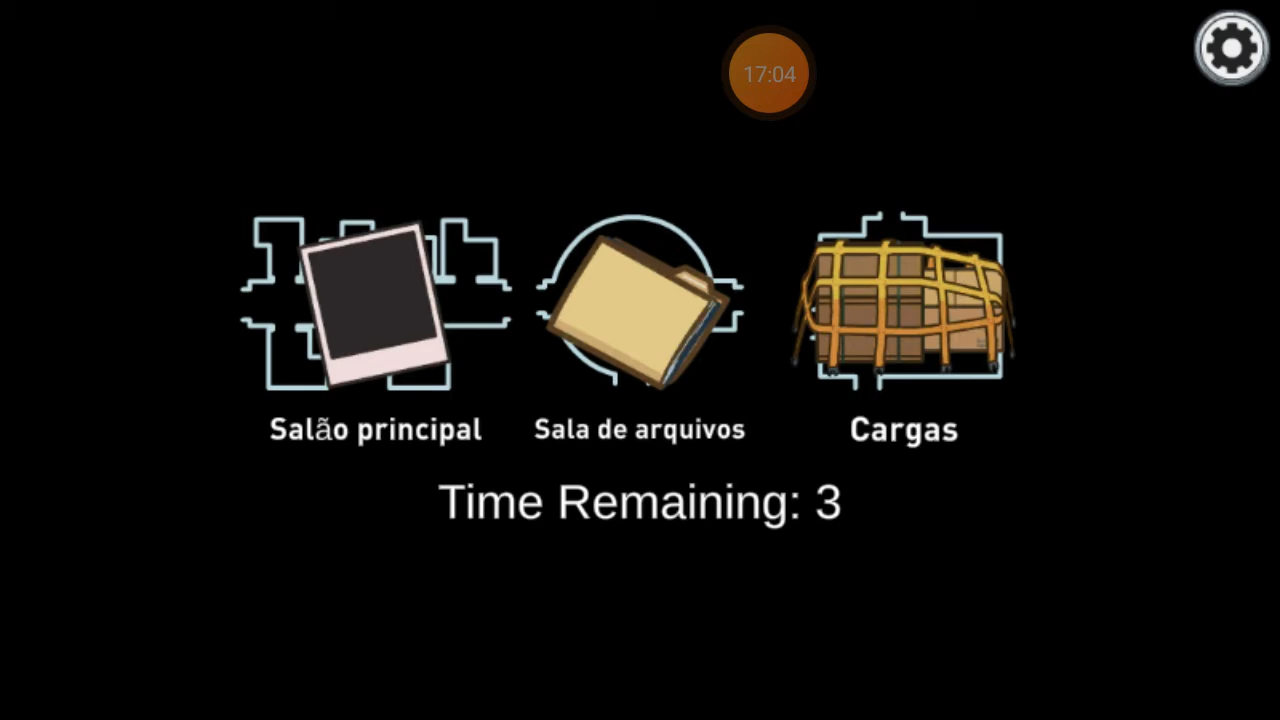 17:04
Salão principal
Sala de arquivos
Cargas
Time Remaining: 3